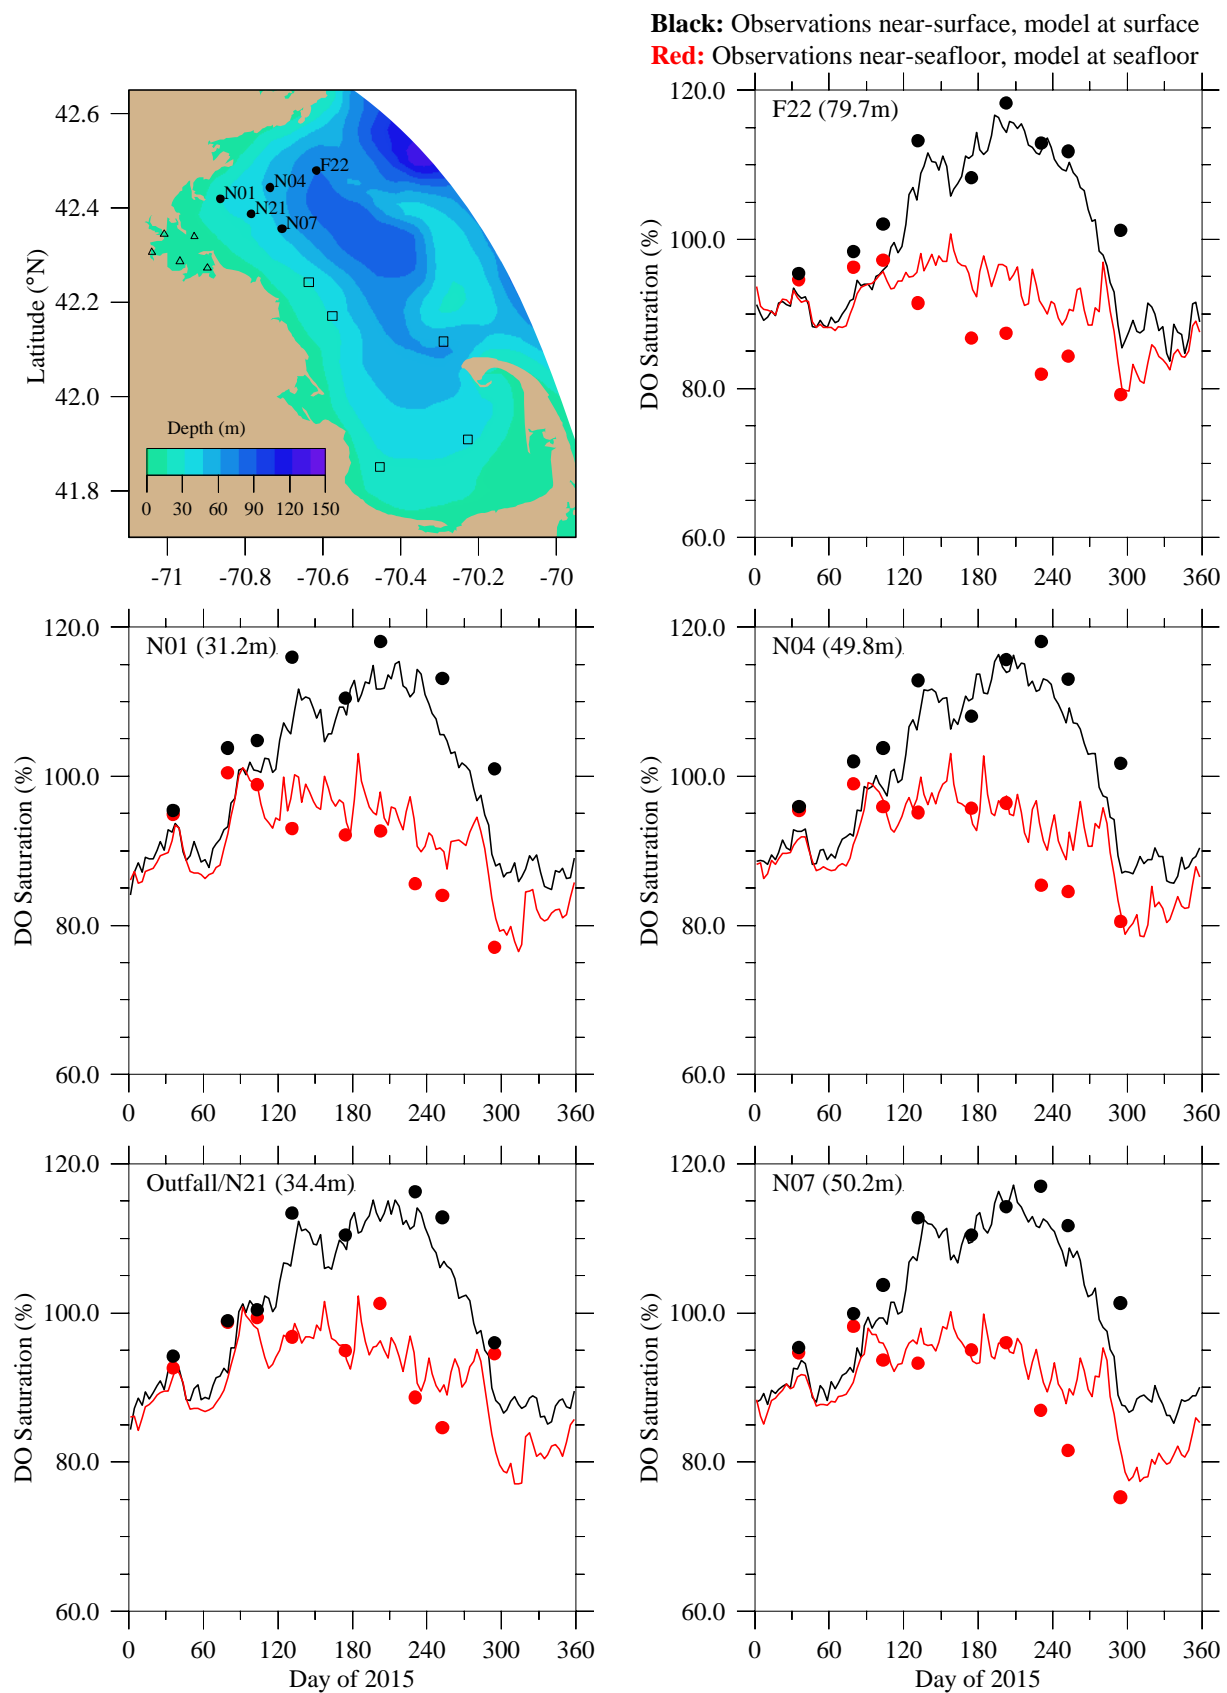 Black: Observations near-surface, model at surface
Red: Observations near-seafloor, model at seafloor
42.6
42.4
42.2
42.0
41.8
Latitude (°N)
F22
N04
N01
N21
N07
Depth (m)
0 30 60 90 120 150
-71 -70.8 -70.6 -70.4 -70.2 -70
F22 (79.7m)
120.0
100.0
80.0
60.0
DO Saturation (%)
0 60 120 180 240 300 360
N01 (31.2m)
120.0
100.0
80.0
60.0
DO Saturation (%)
0 60 120 180 240 300 360
N04 (49.8m)
120.0
100.0
80.0
60.0
DO Saturation (%)
0 60 120 180 240 300 360
Outfall/N21 (34.4m)
120.0
100.0
80.0
60.0
DO Saturation (%)
0 60 120 180 240 300 360
Day of 2015
N07 (50.2m)
120.0
100.0
80.0
60.0
DO Saturation (%)
0 60 120 180 240 300 360
Day of 2015